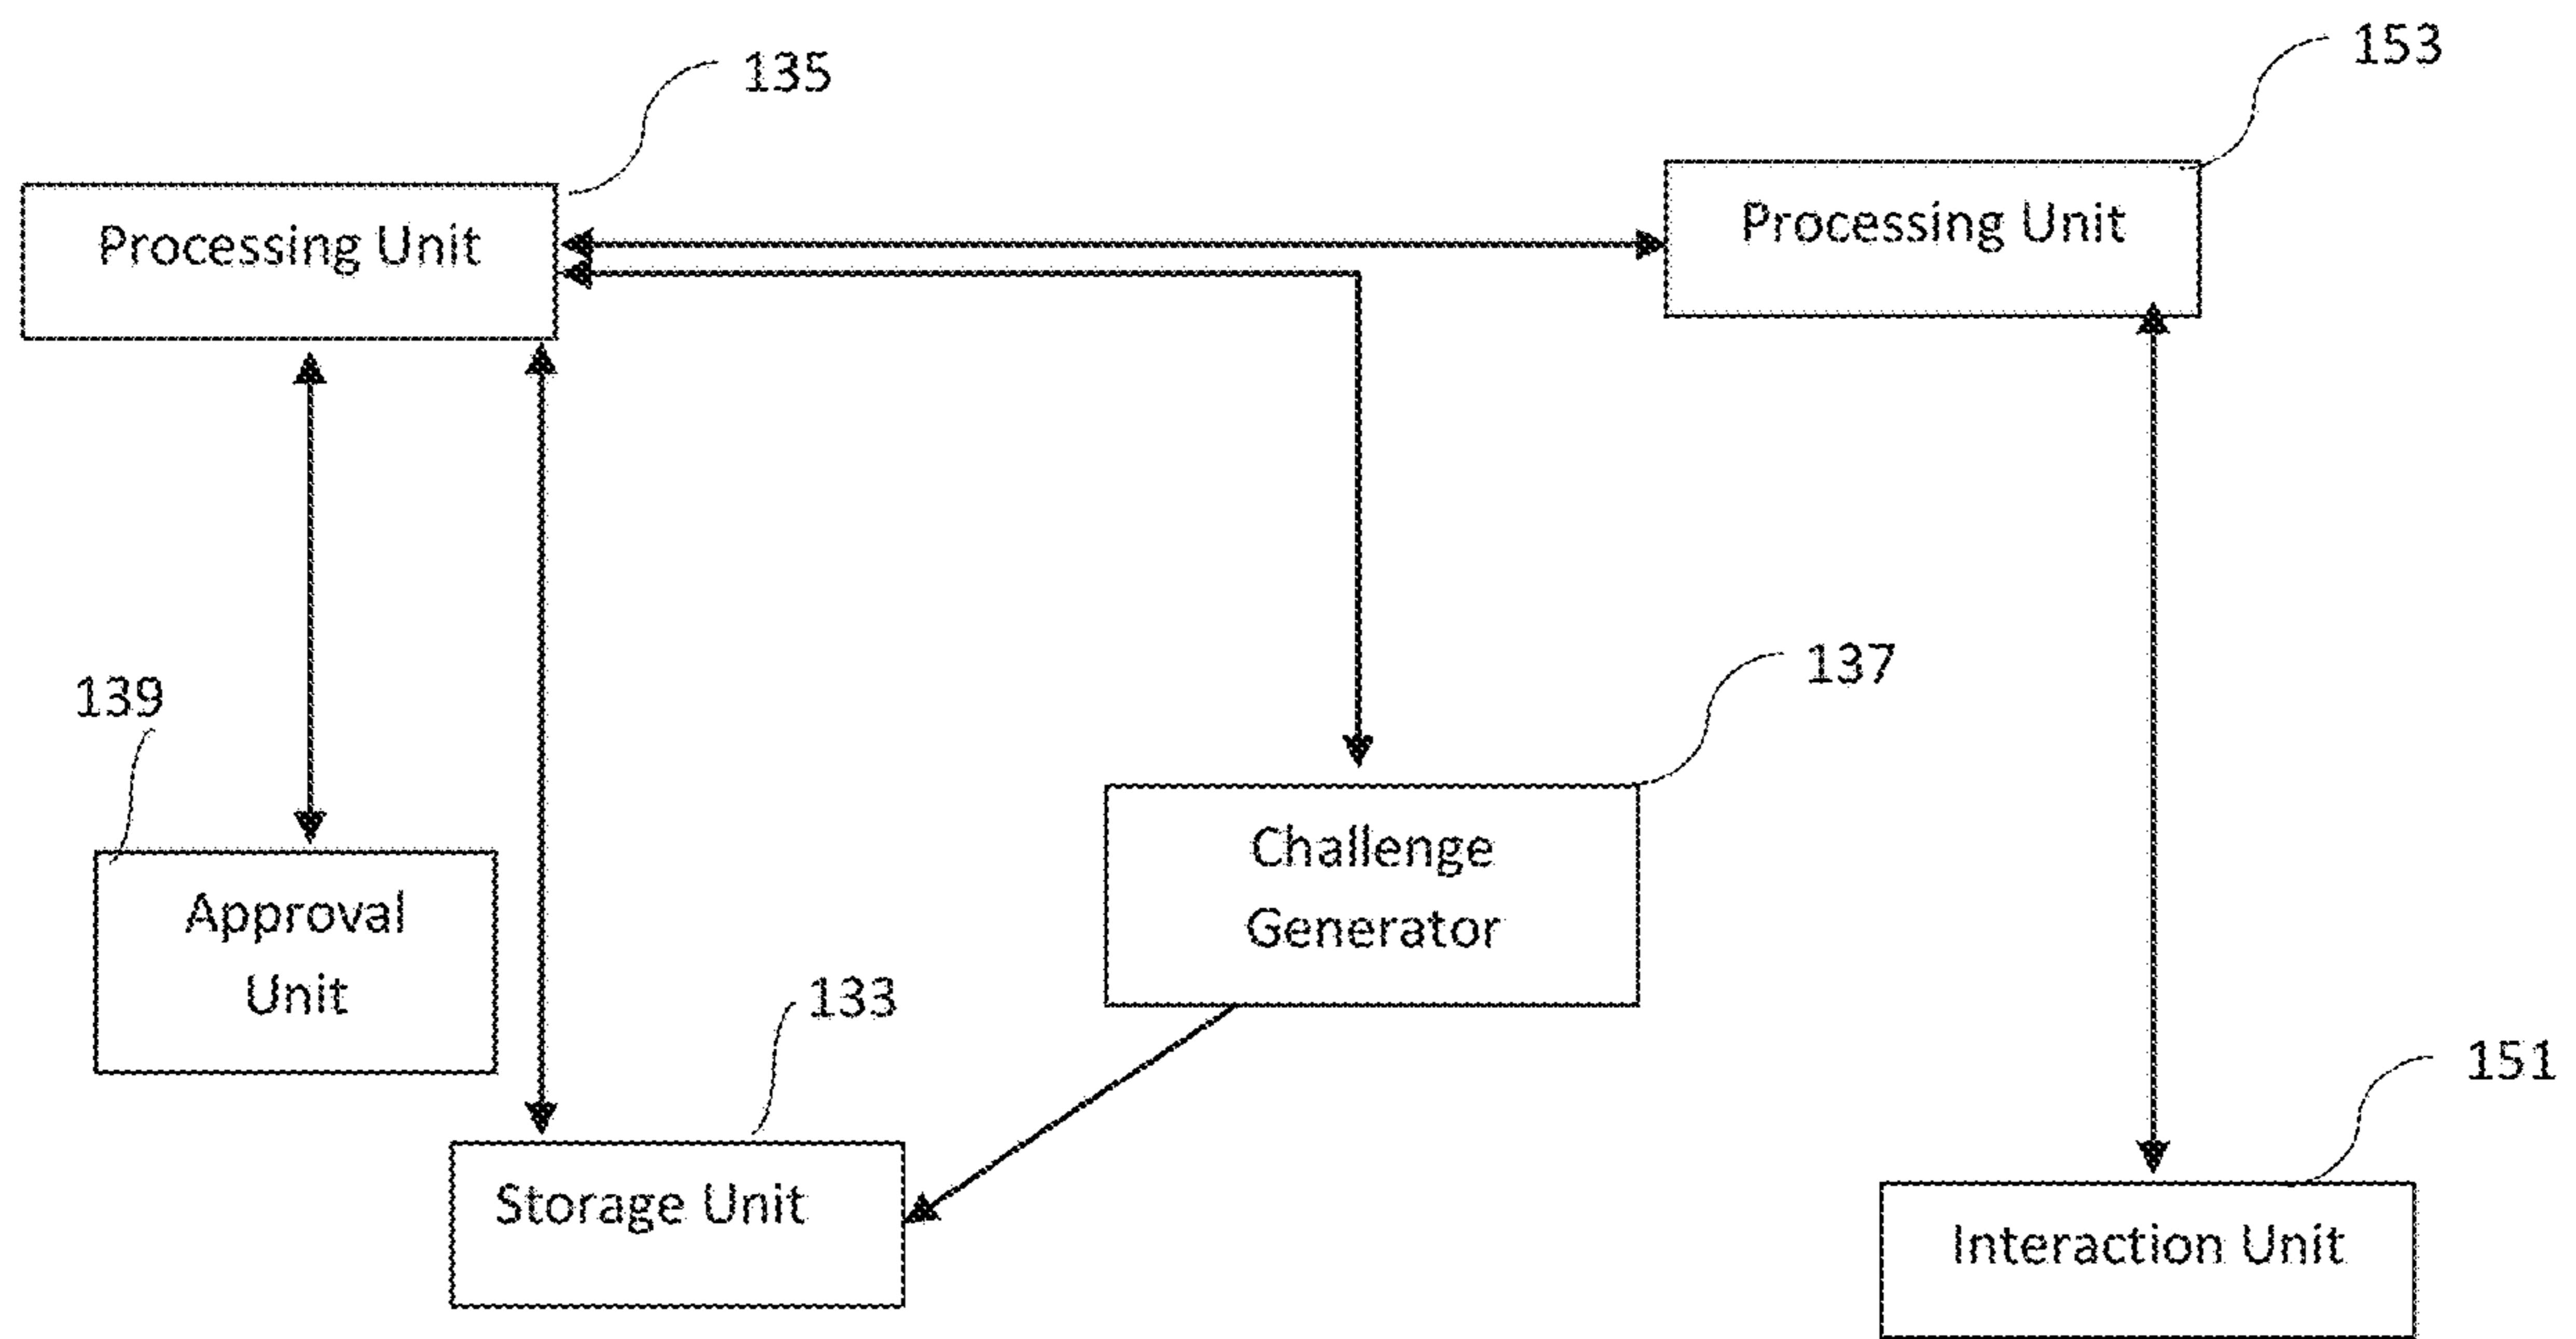 153
135
Processing Unit
Processing Unit
137
139
Challenge
Generator
Approval
Unit
133
151
Storage Unit
Interaction Unit